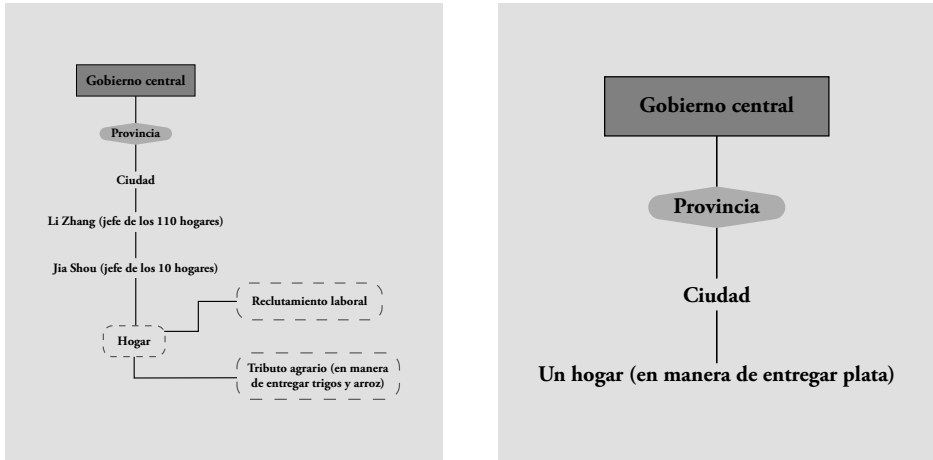 Gobierno central
Provincia
Ciudad
Li Zhang (jefe de los 110 hogares)
Jia Shou (jefe de los 10 hogares)
Reclutamiento laboral
Hogar
Tributo agrario (en manera
de entregar trigos y arroz)
Gobierno central
Provincia
Ciudad
Un hogar (en manera de entregar plata)